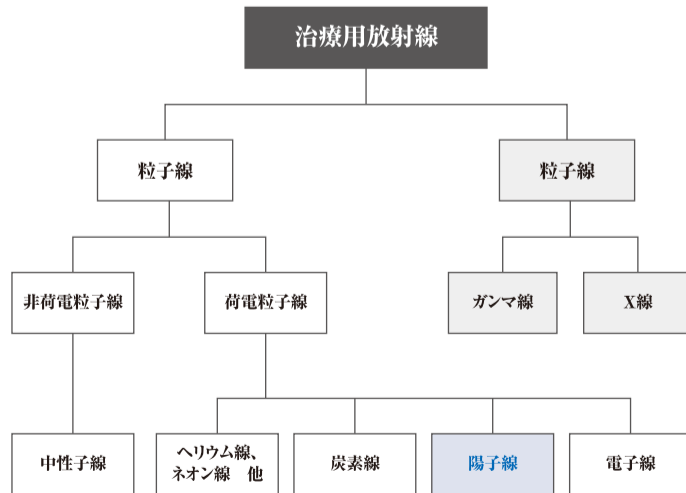 治療用放射線
粒子線
粒子線
非荷電粒子線
荷電粒子線
ガンマ線
X線
中性子線
ヘリウム線、
ネオン線　他
炭素線
陽子線
電子線